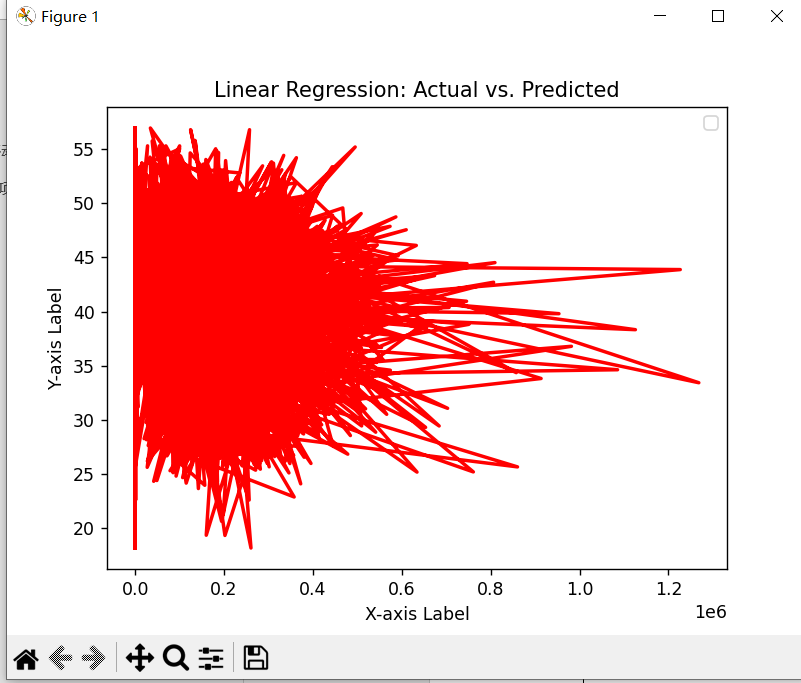 Figure 1
Linear Regression: Actual vs. Predicted
55
50
45
40
35
30
25
20
Y-axis Label
0.0 0.2 0.4 0.6 0.8 1.0 1.2
1e6
X-axis Label